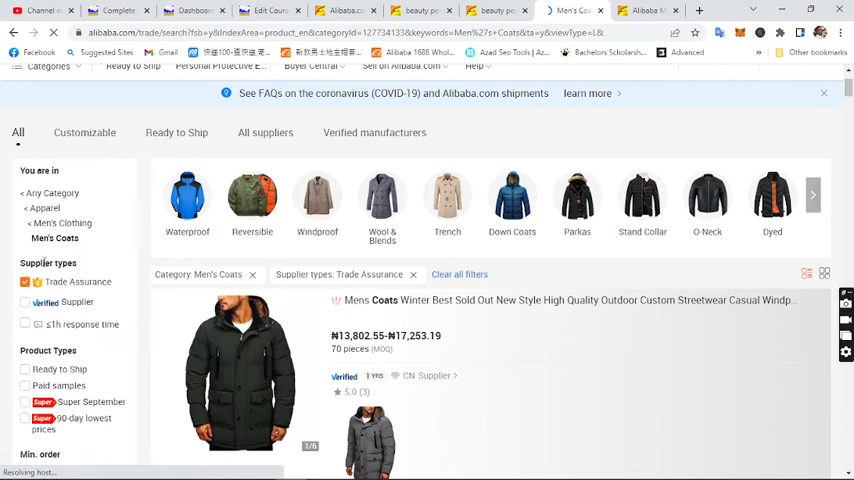 Channel m
Complete
Dashboard
Edit Cours
Alibaba.co
beauty pe
beauty pe
Men's Coa
Alibaba M
alibaba.com/trade/search?fsb=y&IndexArea=product_en&categoryId=127734133&keywords=Men%27s+Coats&ta=y&viewType=L&
Facebook
Suggested Sites
Gmail
Alibaba 1688 Whol...
Azad Seo Tools |...
Bachelors Scholarsh...
Advanced
Other bookmarks
Categories
Ready to Ship
Personal Protective E...
Buyer Central
Sell on Alibaba.com
Help
See FAQs on the coronavirus (COVID-19) and Alibaba.com shipments learn more >
All
Customizable
Ready to Ship
All suppliers
Verified manufacturers
You are in
< Any Category
< Apparel
< Men's Clothing
Men's Coats
Waterproof
Reversible
Windproof
Wool & Blends
Trench
Down Coats
Parkas
Stand Collar
O-Neck
Dyed
Supplier types
Trade Assurance
Verified Supplier
≤1h response time
Product Types
Ready to Ship
Paid samples
Super Super September
Super 90-day lowest
prices
Min. order
Category: Men's Coats
Supplier types: Trade Assurance
Clear all filters
Mens Coats Winter Best Sold Out New Style High Quality Outdoor Custom Streetwear Casual Windp...
₦13,802.55-₦17,253.19
70 pieces (MOQ)
Verified 1 YRS CN Supplier >
5.0 (3)
1/6
Resolving host...